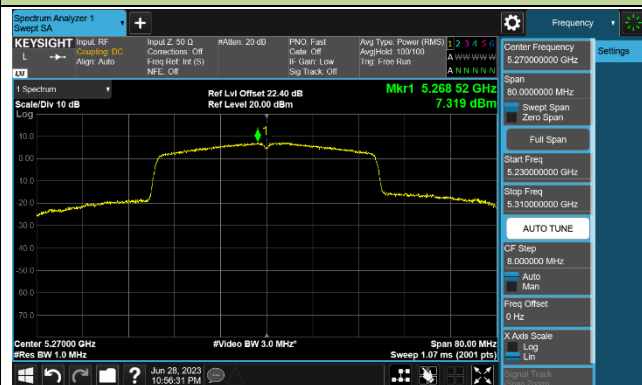 Spectrum Analyzer 1
Swept SA
+
Frequency
KEYSIGHT
L
LXI
Input: RF
Coupling: DC
Align: Auto
Input Z: 50 Ω
Corrections: Off
Freq Ref: Int (S)
NFE: Off
#Atten: 20 dB
PNO: Fast
Gate: Off
IF Gain: Low
Sig Track: Off
Avg Type: Power (RMS)
Avg|Hold: 100/100
Trig: Free Run
1 2 3 4 5 6
A W W W W W
A N N N N N
Center Frequency
5.270000000 GHz
Settings
1 Spectrum
Scale/Div 10 dB
Log
Ref Lvl Offset 22.40 dB
Ref Level 20.00 dBm
Mkr1 5.268 52 GHz
7.319 dBm
Span
80.0000000 MHz
Swept Span
Zero Span
Full Span
Start Freq
5.230000000 GHz
Stop Freq
5.310000000 GHz
AUTO TUNE
CF Step
8.000000 MHz
Auto
Man
Freq Offset
0 Hz
X Axis Scale
Log
Lin
Signal Track
(Span Zoom)
1
10.0
0.00
-10.0
-20.0
-30.0
-40.0
-50.0
-60.0
-70.0
Center 5.27000 GHz
#Res BW 1.0 MHz
#Video BW 3.0 MHz*
Span 80.00 MHz
Sweep 1.07 ms (2001 pts)
?
Jun 28, 2023
10:56:31 PM